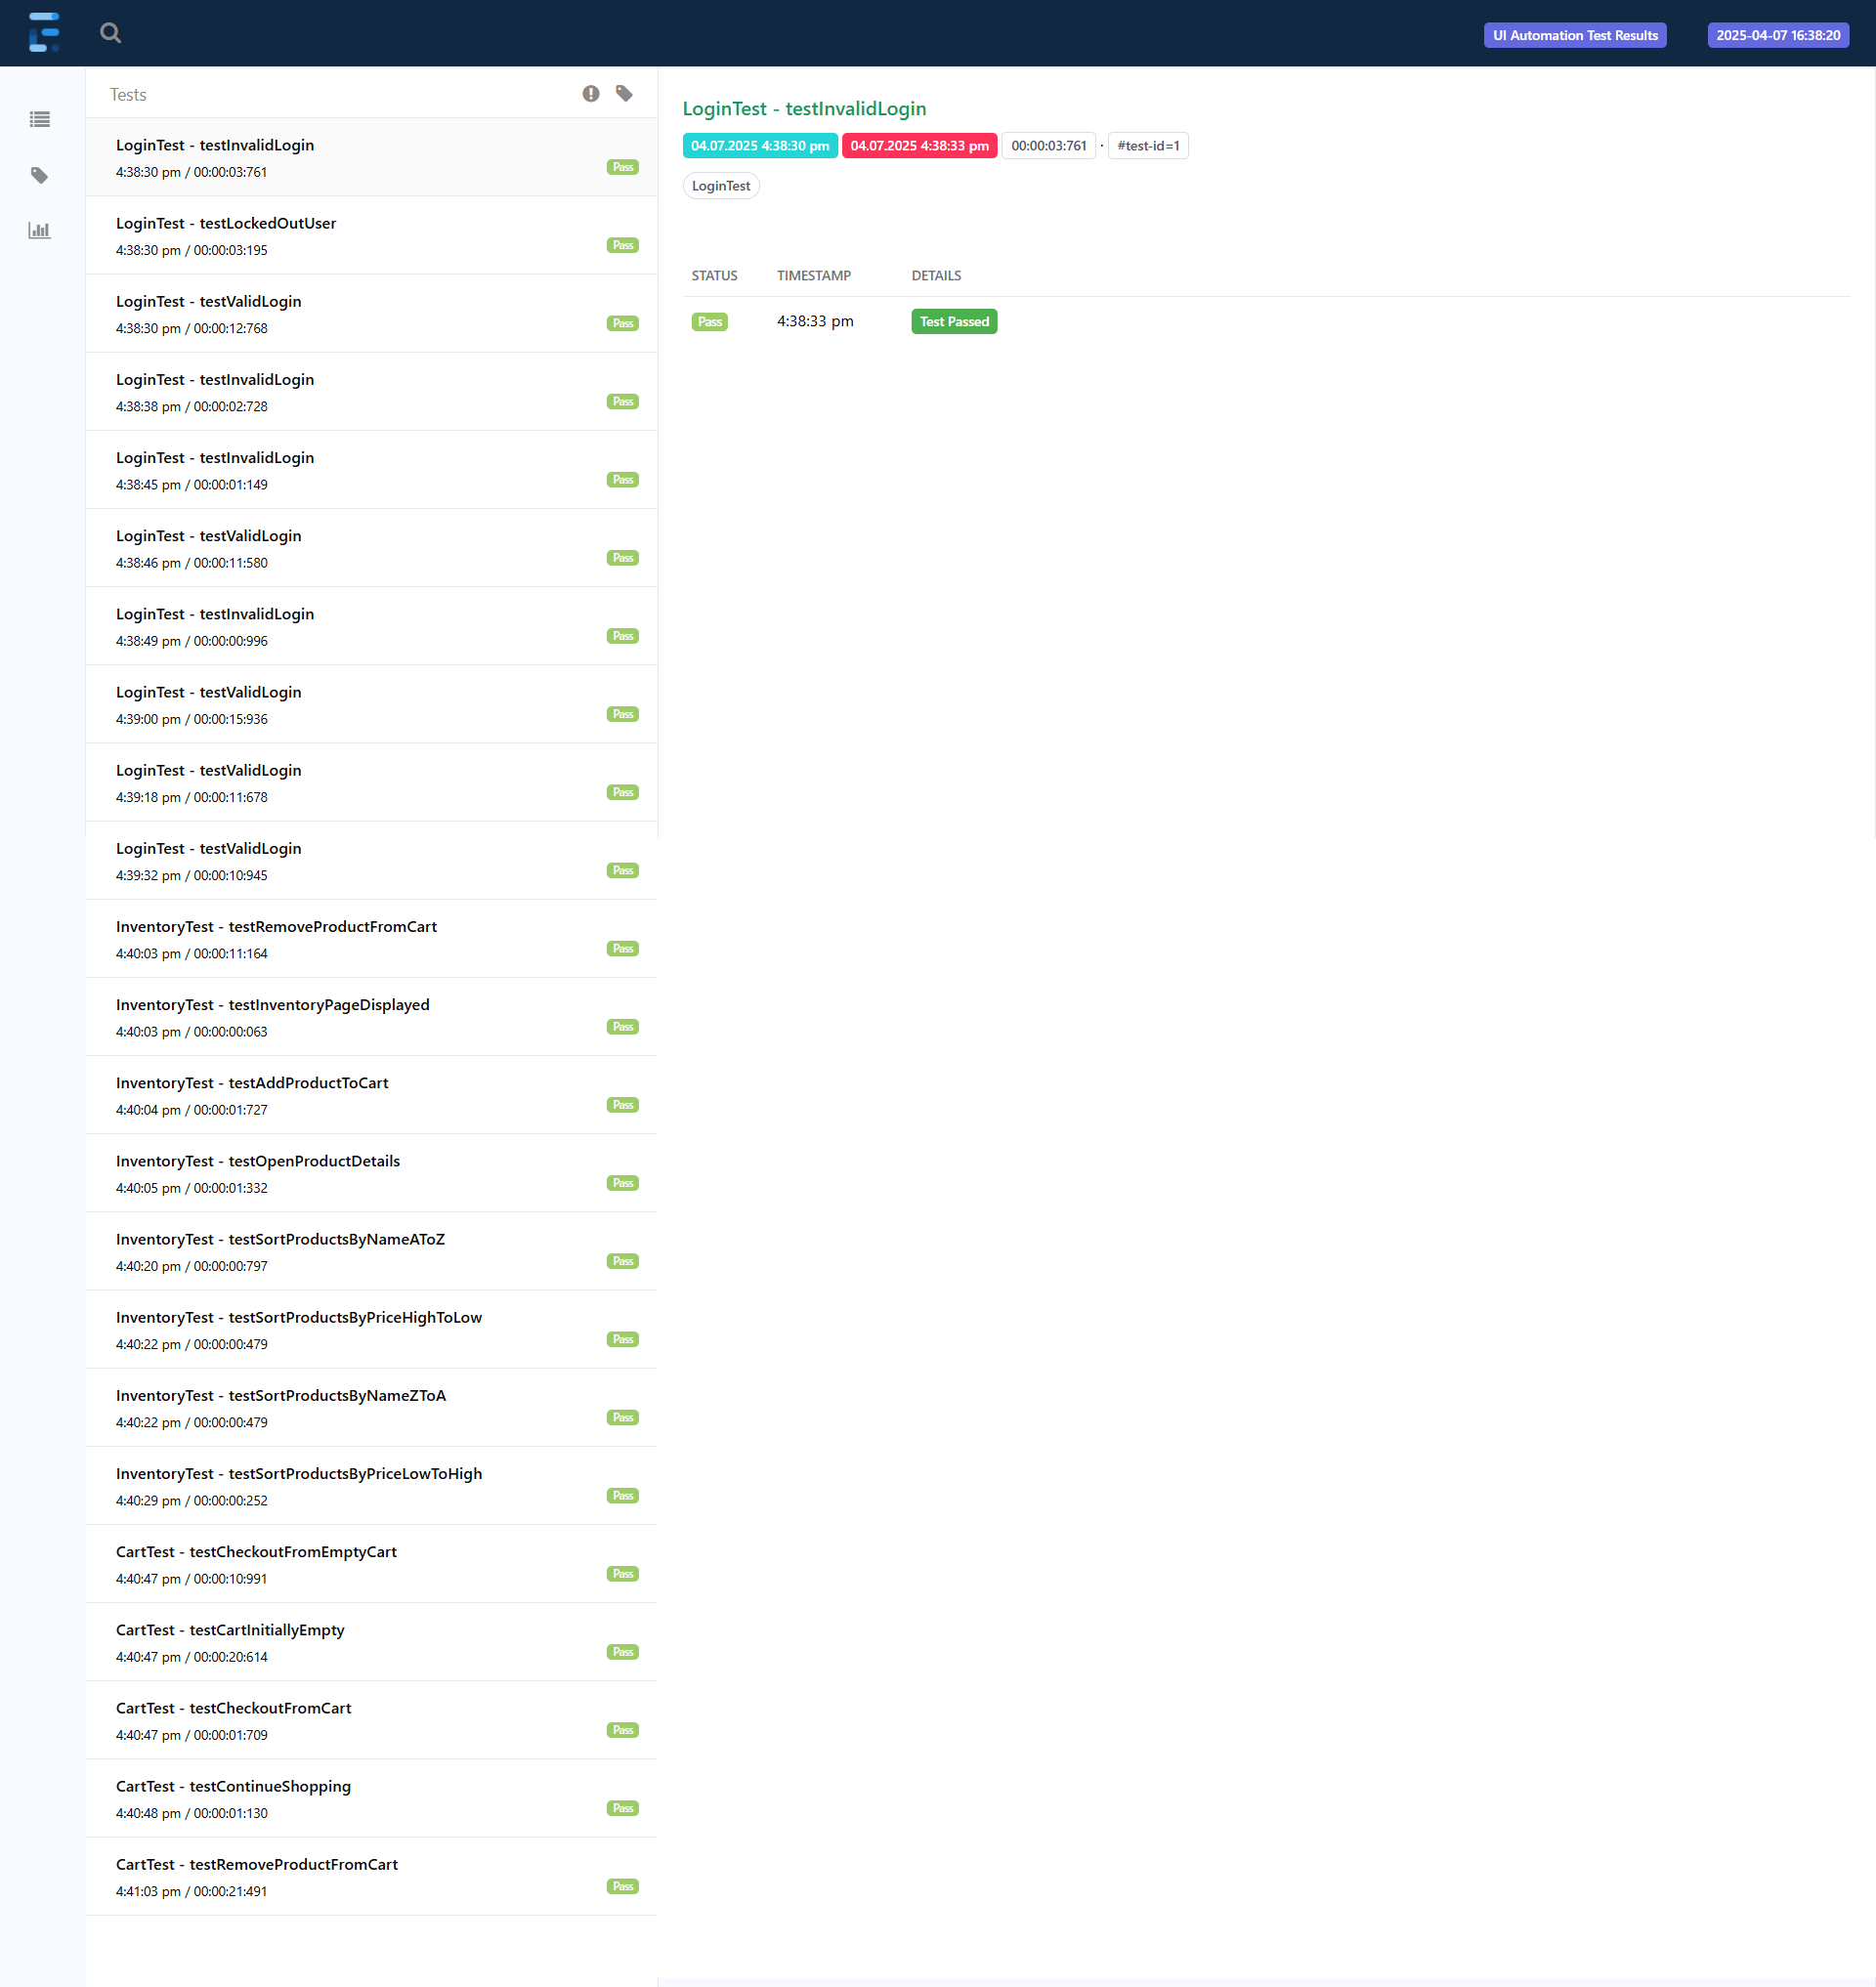 UI Automation Test Results
2025-04-07 16:38:20
Tests
LoginTest - testInvalidLogin
4:38:30 pm / 00:00:03:761
Pass
LoginTest - testLockedOutUser
4:38:30 pm / 00:00:03:195
Pass
LoginTest - testValidLogin
4:38:30 pm / 00:00:12:768
Pass
LoginTest - testInvalidLogin
4:38:38 pm / 00:00:02:728
Pass
LoginTest - testInvalidLogin
4:38:45 pm / 00:00:01:149
Pass
LoginTest - testValidLogin
4:38:46 pm / 00:00:11:580
Pass
LoginTest - testInvalidLogin
4:38:49 pm / 00:00:00:996
Pass
LoginTest - testValidLogin
4:39:00 pm / 00:00:15:936
Pass
LoginTest - testValidLogin
4:39:18 pm / 00:00:11:678
Pass
LoginTest - testValidLogin
4:39:32 pm / 00:00:10:945
Pass
InventoryTest - testRemoveProductFromCart
4:40:03 pm / 00:00:11:164
Pass
InventoryTest - testInventoryPageDisplayed
4:40:03 pm / 00:00:00:063
Pass
InventoryTest - testAddProductToCart
4:40:04 pm / 00:00:01:727
Pass
InventoryTest - testOpenProductDetails
4:40:05 pm / 00:00:01:332
Pass
InventoryTest - testSortProductsByNameAToZ
4:40:20 pm / 00:00:00:797
Pass
InventoryTest - testSortProductsByPriceHighToLow
4:40:22 pm / 00:00:00:479
Pass
InventoryTest - testSortProductsByNameZToA
4:40:22 pm / 00:00:00:479
Pass
InventoryTest - testSortProductsByPriceLowToHigh
4:40:29 pm / 00:00:00:252
Pass
CartTest - testCheckoutFromEmptyCart
4:40:47 pm / 00:00:10:991
Pass
CartTest - testCartInitiallyEmpty
4:40:47 pm / 00:00:20:614
Pass
CartTest - testCheckoutFromCart
4:40:47 pm / 00:00:01:709
Pass
CartTest - testContinueShopping
4:40:48 pm / 00:00:01:130
Pass
CartTest - testRemoveProductFromCart
4:41:03 pm / 00:00:21:491
Pass
LoginTest - testInvalidLogin
04.07.2025 4:38:30 pm 04.07.2025 4:38:33 pm 00:00:03:761 · #test-id=1
LoginTest
STATUS TIMESTAMP DETAILS
Pass 4:38:33 pm Test Passed